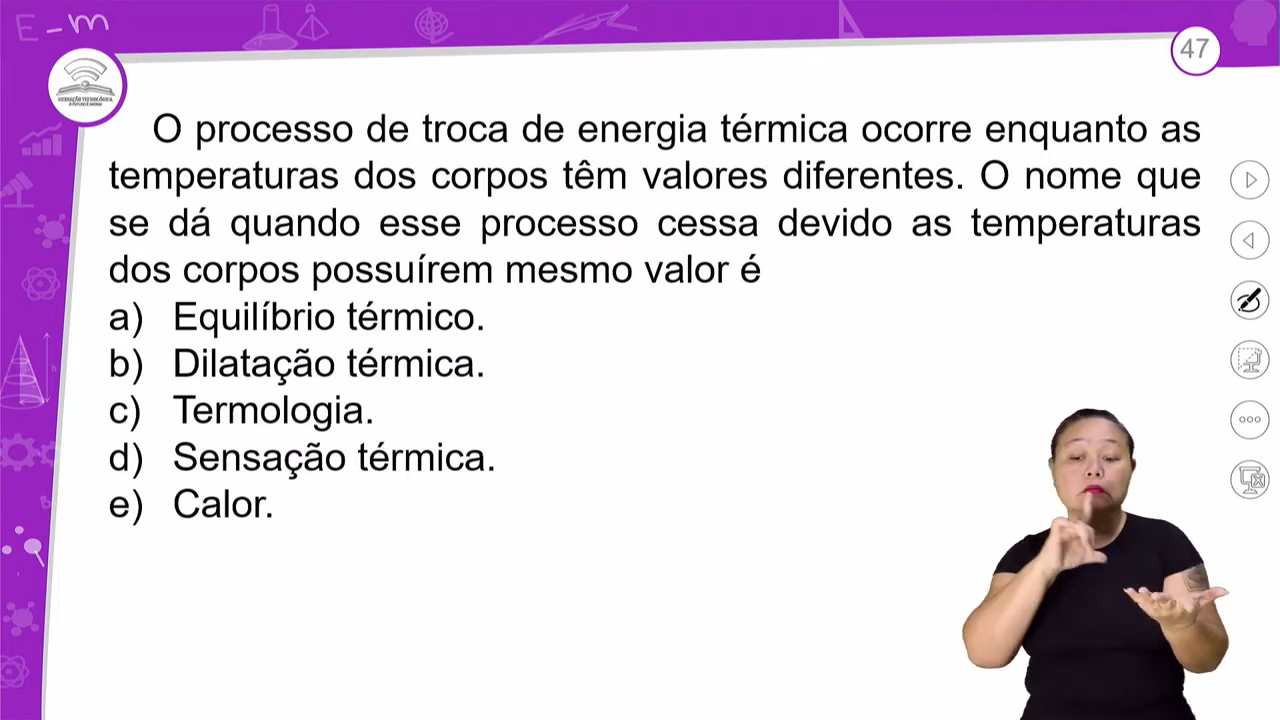 E-m
47
MEDIAÇÃO TECNOLÓGICA
O processo de troca de energia térmica ocorre enquanto as
temperaturas dos corpos têm valores diferentes. O nome que
se dá quando esse processo cessa devido as temperaturas
dos corpos possuírem mesmo valor é
a) Equilíbrio térmico.
b) Dilatação térmica.
c) Termologia.
d) Sensação térmica.
e) Calor.